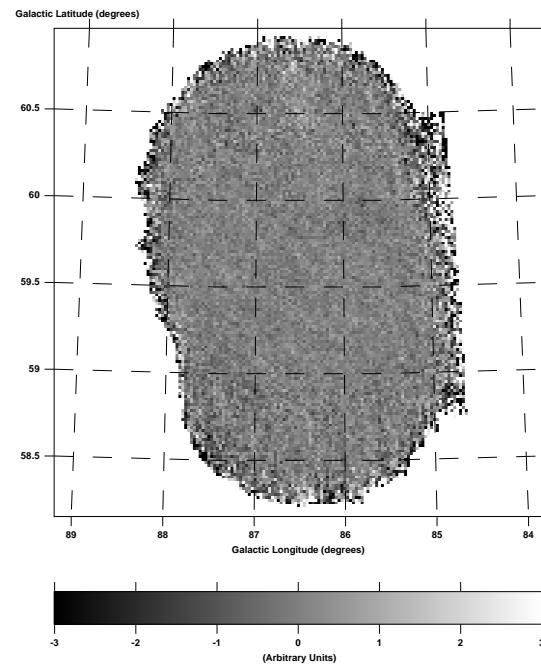 Galactic Latitude (degrees)
60.5
60
59.5
59
58.5
89 88 87 86 85 84
Galactic Longitude (degrees)
-3 -2 -1 0 1 2 3
(Arbitrary Units)